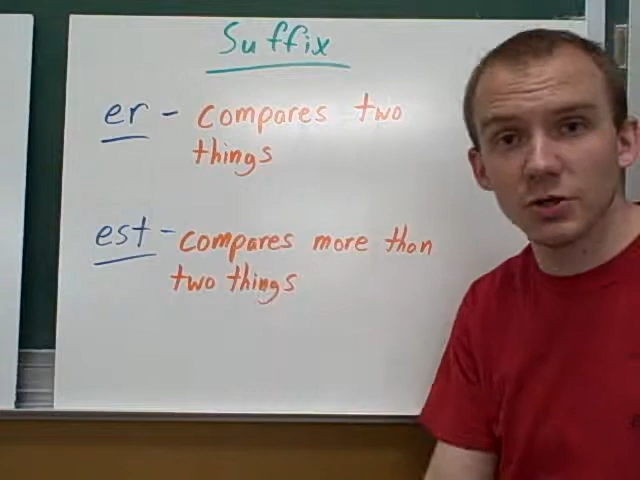 Suffix
er - compares two
things
est - compares more than
two things